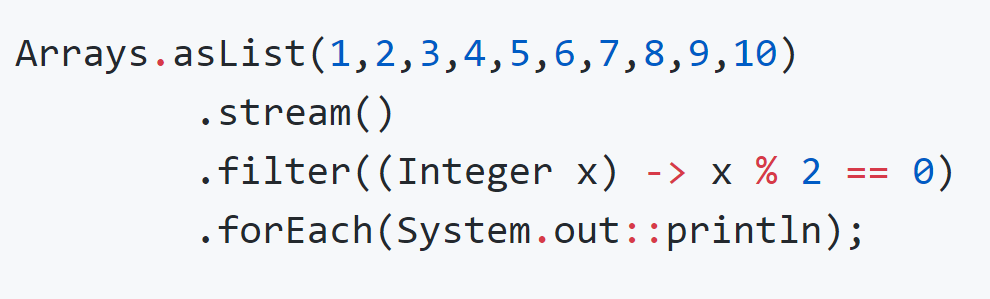 Arrays.asList(1,2,3,4,5,6,7,8,9,10)
.stream()
.filter((Integer x) -> x % 2 == 0)
.forEach(System.out::println);